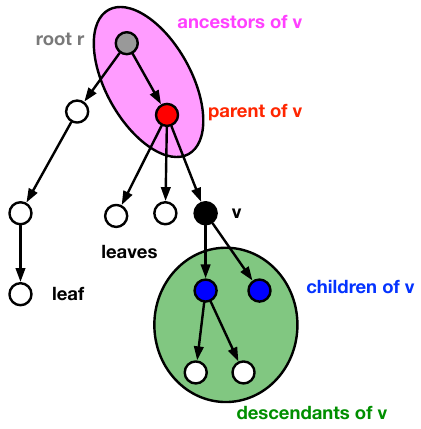 ancestors of v
root r
parent of v
v
leaves
leaf
children of v
descendants of v